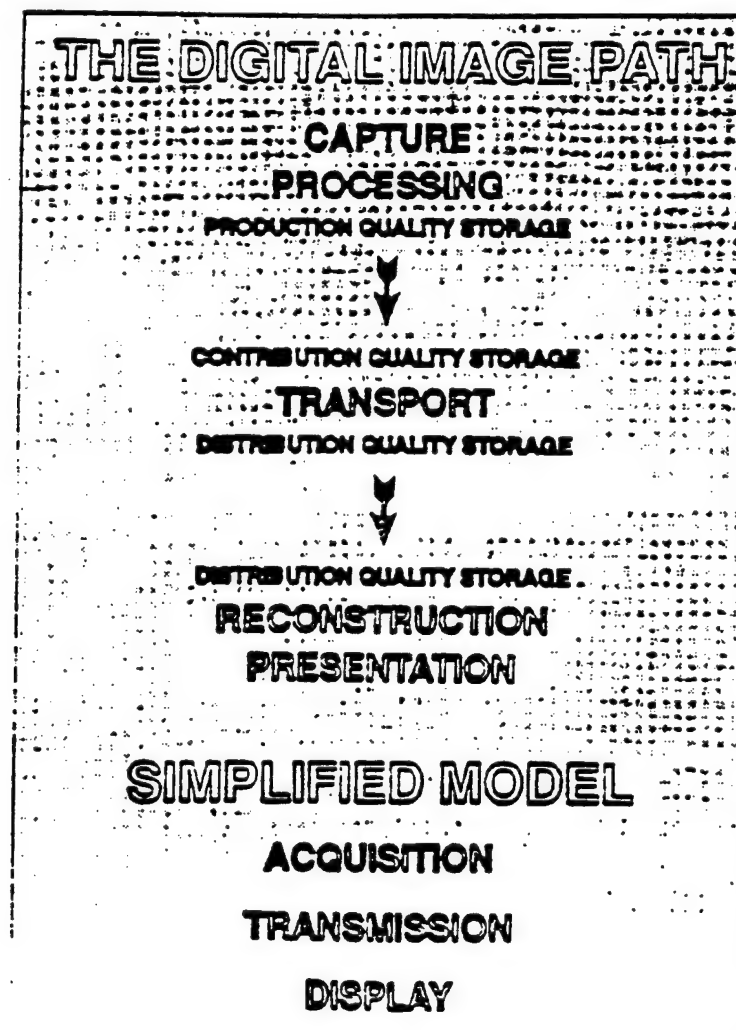 THE DIGITAL IMAGE PATH
CAPTURE
PROCESSING
PRODUCTION QUALITY STORAGE
CONTRIBUTION QUALITY STORAGE
TRANSPORT
DISTRIBUTION QUALITY STORAGE
DISTRIBUTION QUALITY STORAGE
RECONSTRUCTION
PRESENTATION
SIMPLIFIED MODEL
ACQUISITION
TRANSMISSION
DISPLAY